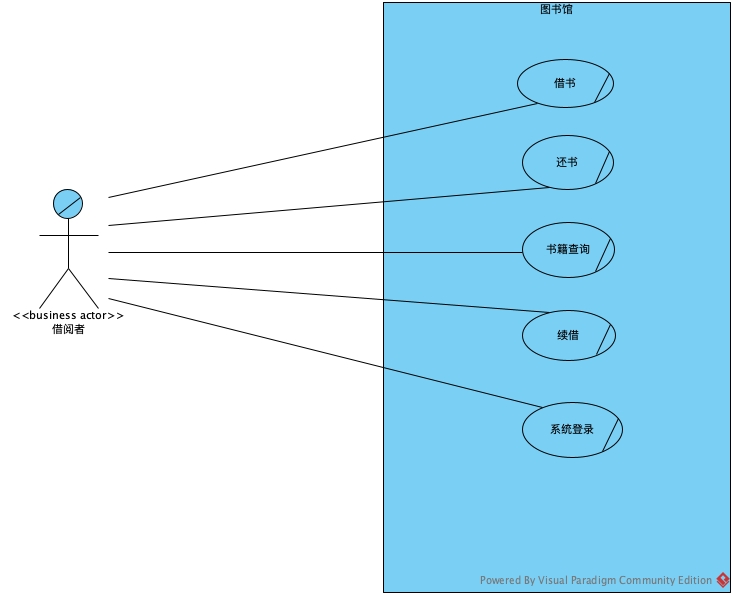 图书馆
借书
还书
书籍查询
续借
系统登录
<<business actor>>
借阅者
Powered By Visual Paradigm Community Edition